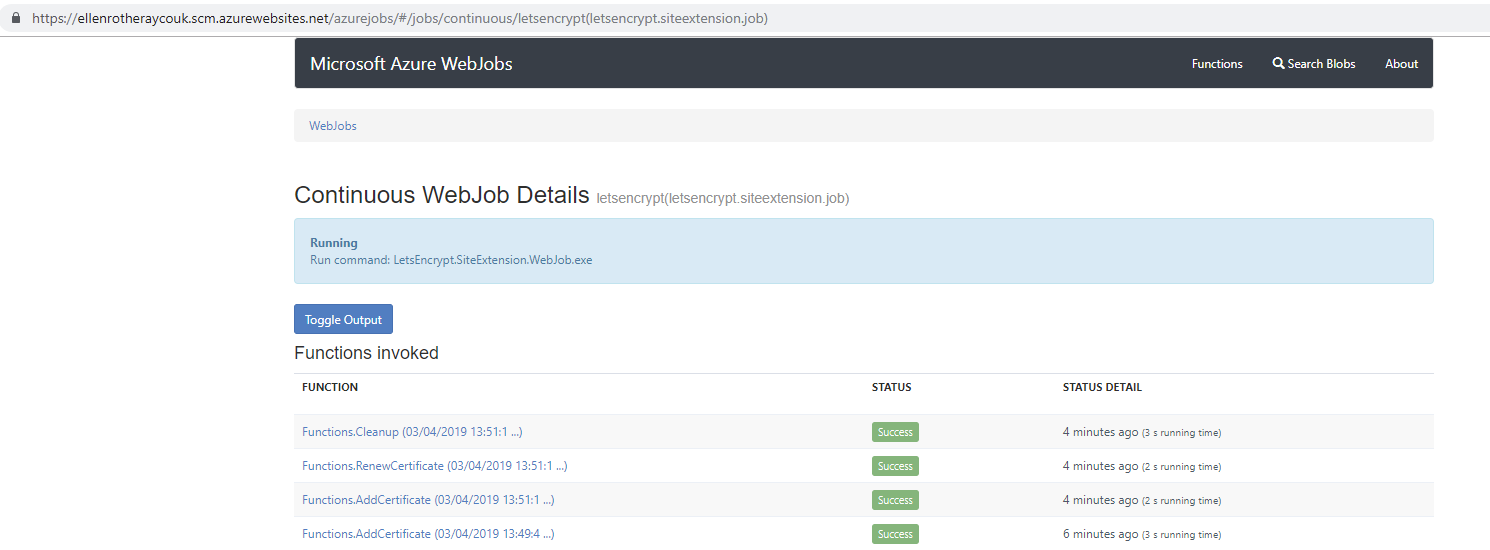 https://ellenrotheraycouk.scm.azurewebsites.net/azurejobs/#/jobs/continuous/letsencrypt(letsencrypt.siteextension.job)
Microsoft Azure WebJobs Functions Search Blobs About
WebJobs
Continuous WebJob Details letsencrypt(letsencrypt.siteextension.job)
Running
Run command: LetsEncrypt.SiteExtension.WebJob.exe
Toggle Output
Functions invoked
FUNCTION STATUS STATUS DETAIL
Functions.Cleanup (03/04/2019 13:51:1 ...) Success 4 minutes ago (3 s running time)
Functions.RenewCertificate (03/04/2019 13:51:1 ...) Success 4 minutes ago (2 s running time)
Functions.AddCertificate (03/04/2019 13:51:1 ...) Success 4 minutes ago (2 s running time)
Functions.AddCertificate (03/04/2019 13:49:4 ...) Success 6 minutes ago (3 s running time)